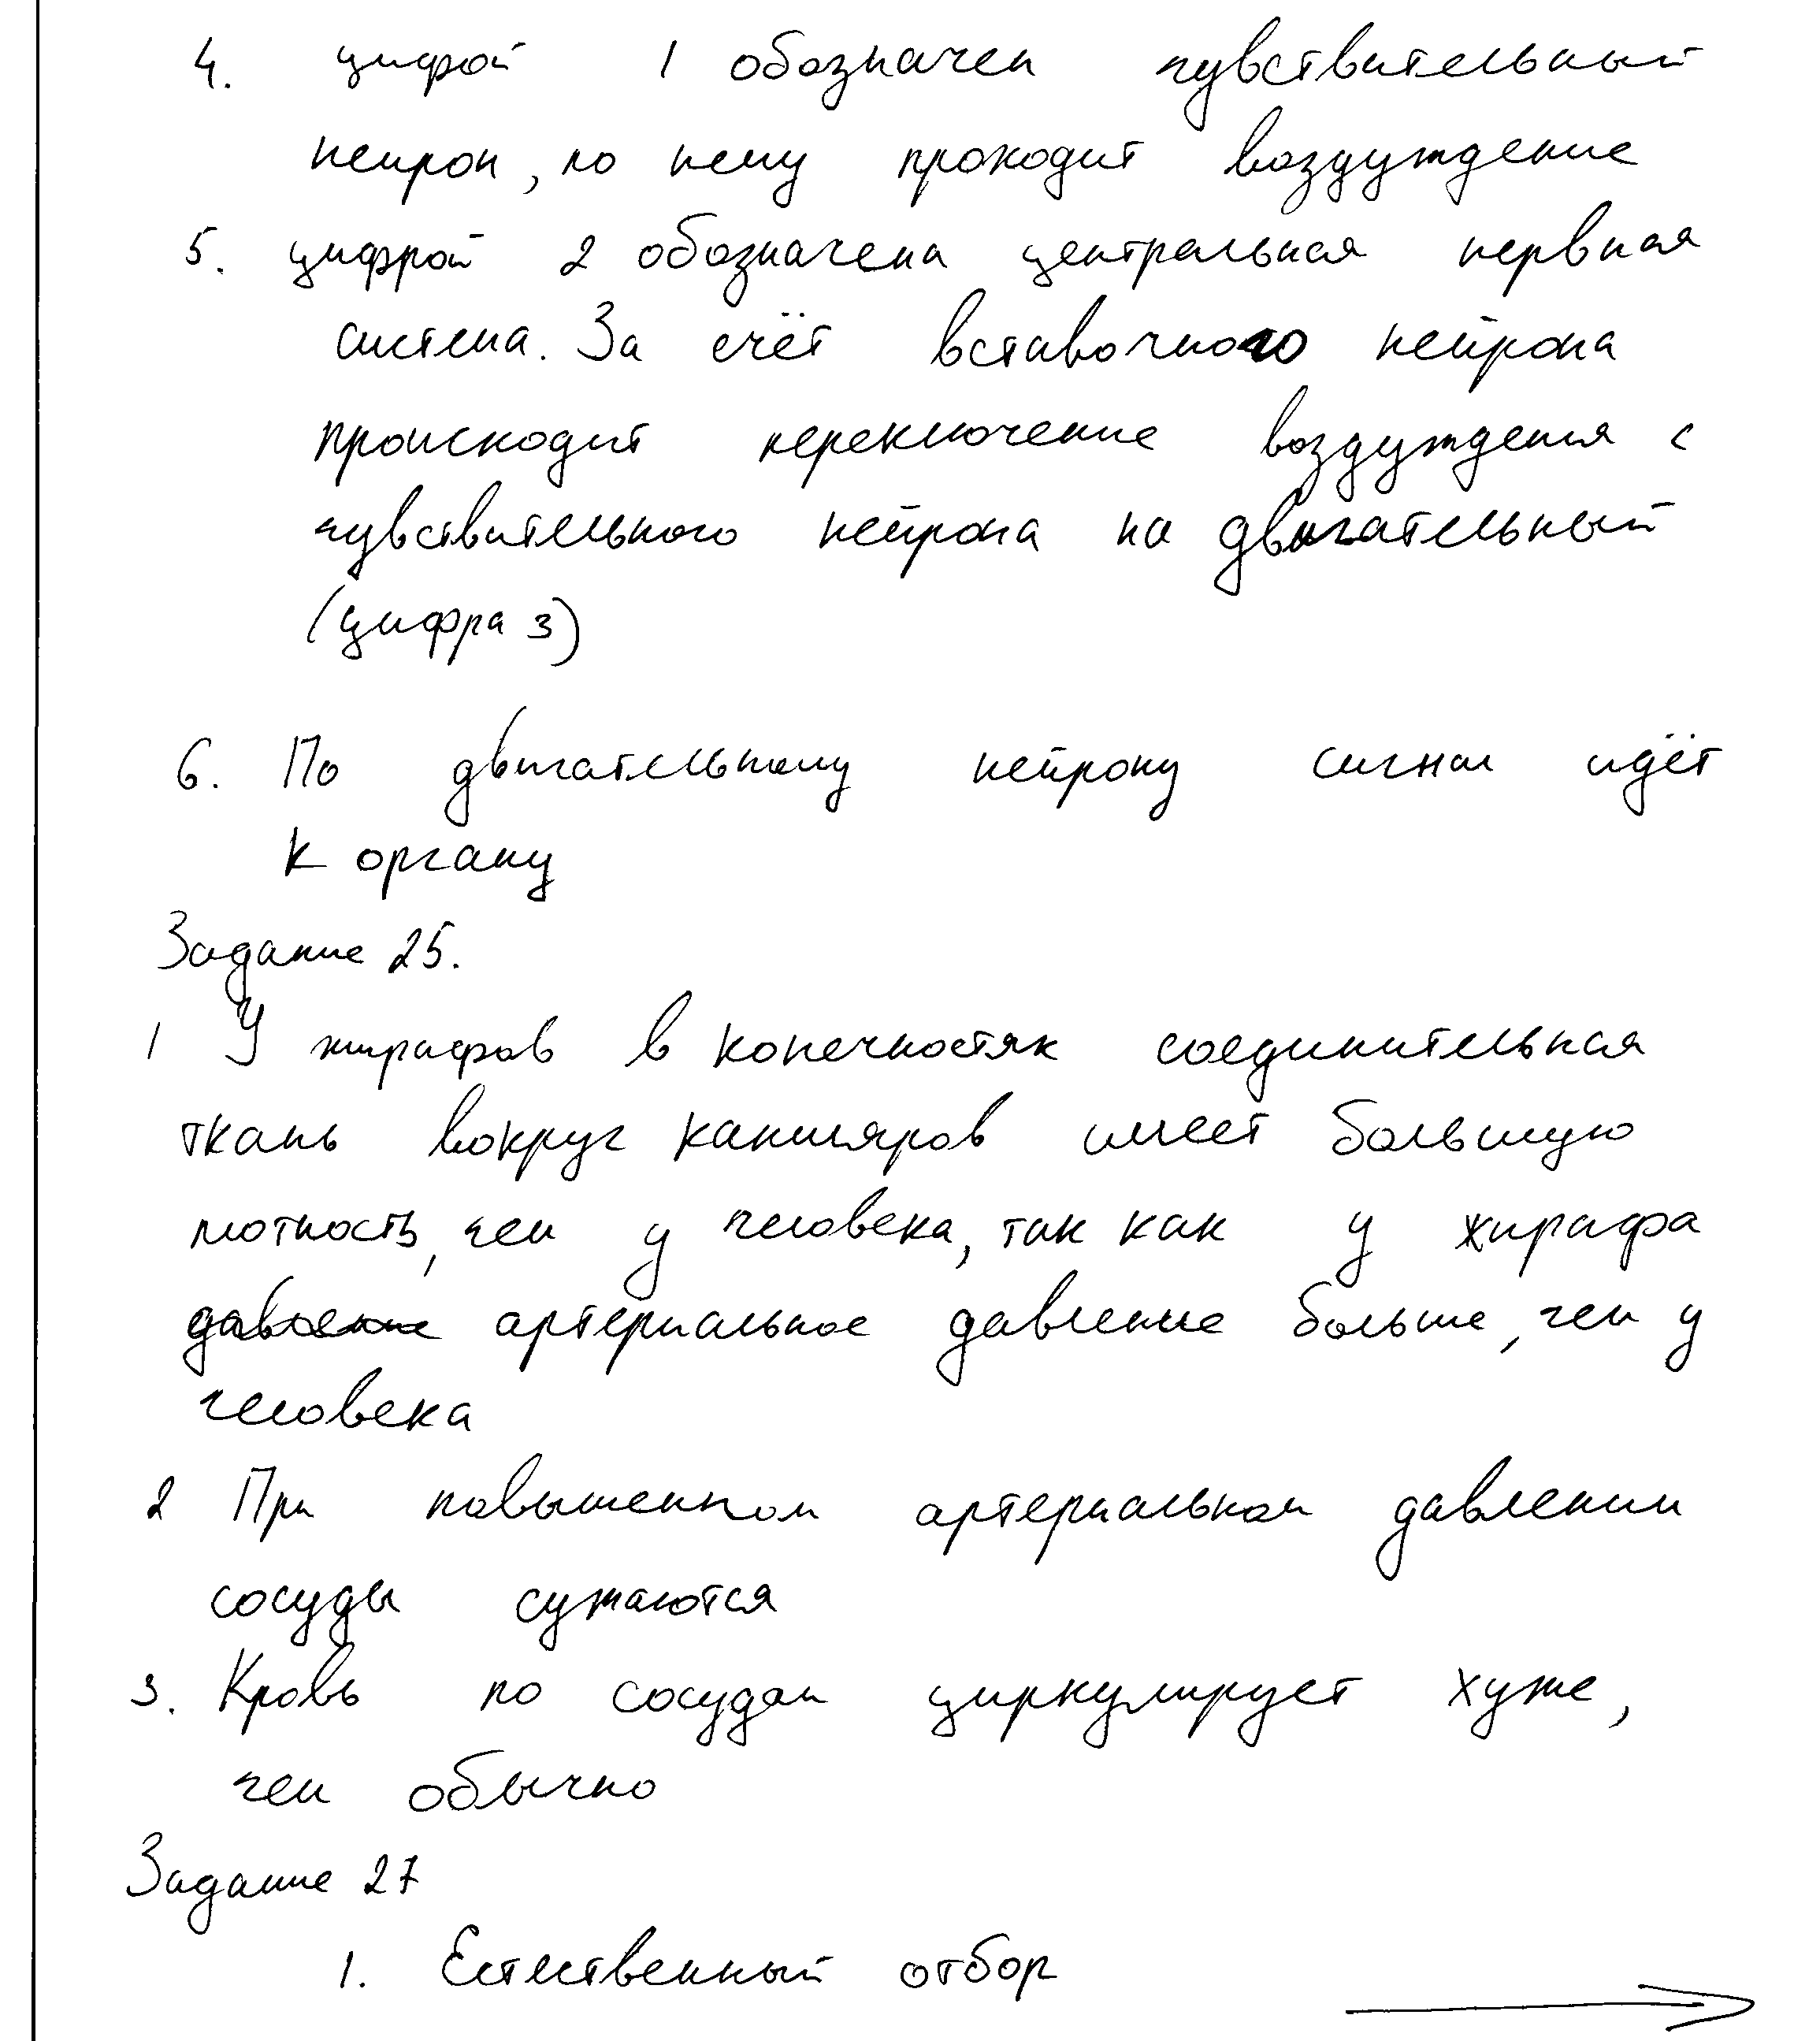 4. цифой 1 обозначен чувствительный
нейрон, по нему проходит воздуждение
5. цифрой 2 обозначена центральная нервная
система. За счёт вставочного нейрона
происходит переключение воздуждения с
чувствительного нейрона на двигательный
(цифра 3)
6. По двигательному нейрону сигнал идёт
к органу
Задание 25.
1 У жирафов в конечностях соединительная
ткань вокруг капиляров имеет большую
плотность, чем у человека, так как у жирафа
давление артериальное давление больше, чем у
человека
2 При повышенном артериальном давлении
сосуды сужаются
3. Кровь по сосудам циркулирует хуже,
чем обычно
Задание 27
1. Естественный отбор